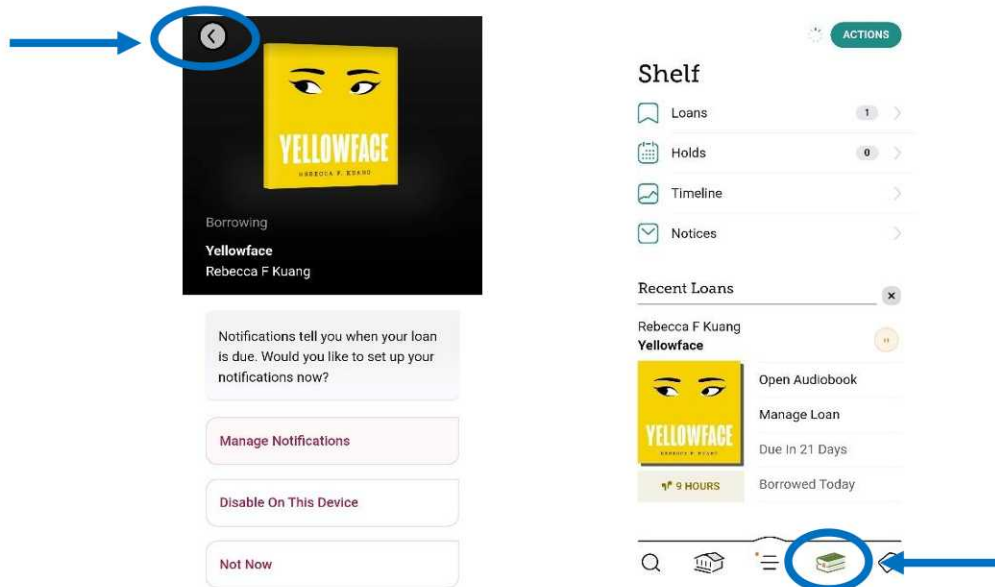 YELLOWFACE
REBECCA F. KUANG
Borrowing
Yellowface
Rebecca F Kuang
Notifications tell you when your loan
is due. Would you like to set up your
notifications now?
Manage Notifications
Disable On This Device
Not Now
ACTIONS
Shelf
Loans 1
Holds 0
Timeline
Notices
Recent Loans
Rebecca F Kuang
Yellowface
YELLOWFACE
REBECCA F. KUANG
Open Audiobook
Manage Loan
Due In 21 Days
9 HOURS
Borrowed Today